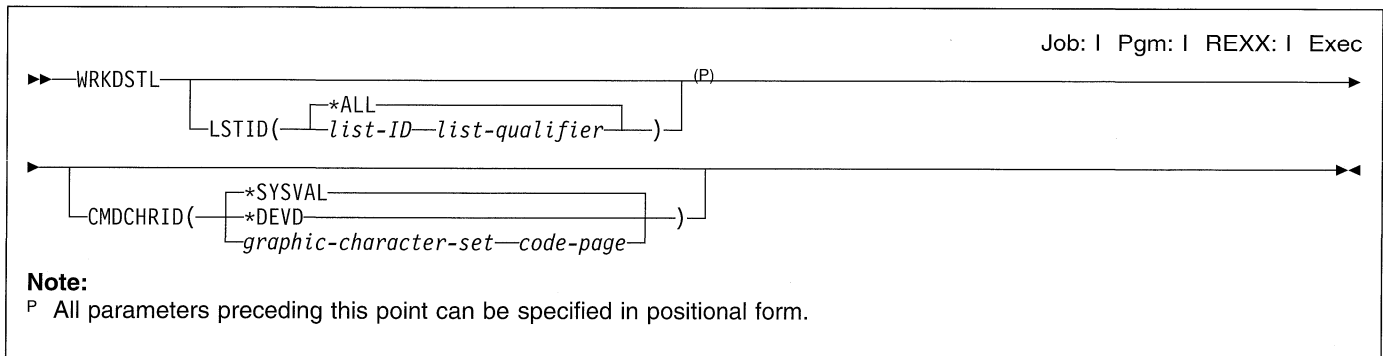 Job: I Pgm: I REXX: I Exec
WRKDSTL (P)
*ALL
LSTID( list-ID list-qualifier )
*SYSVAL
CMDCHRID( *DEVD )
graphic-character-set code-page
Note:
P All parameters preceding this point can be specified in positional form.